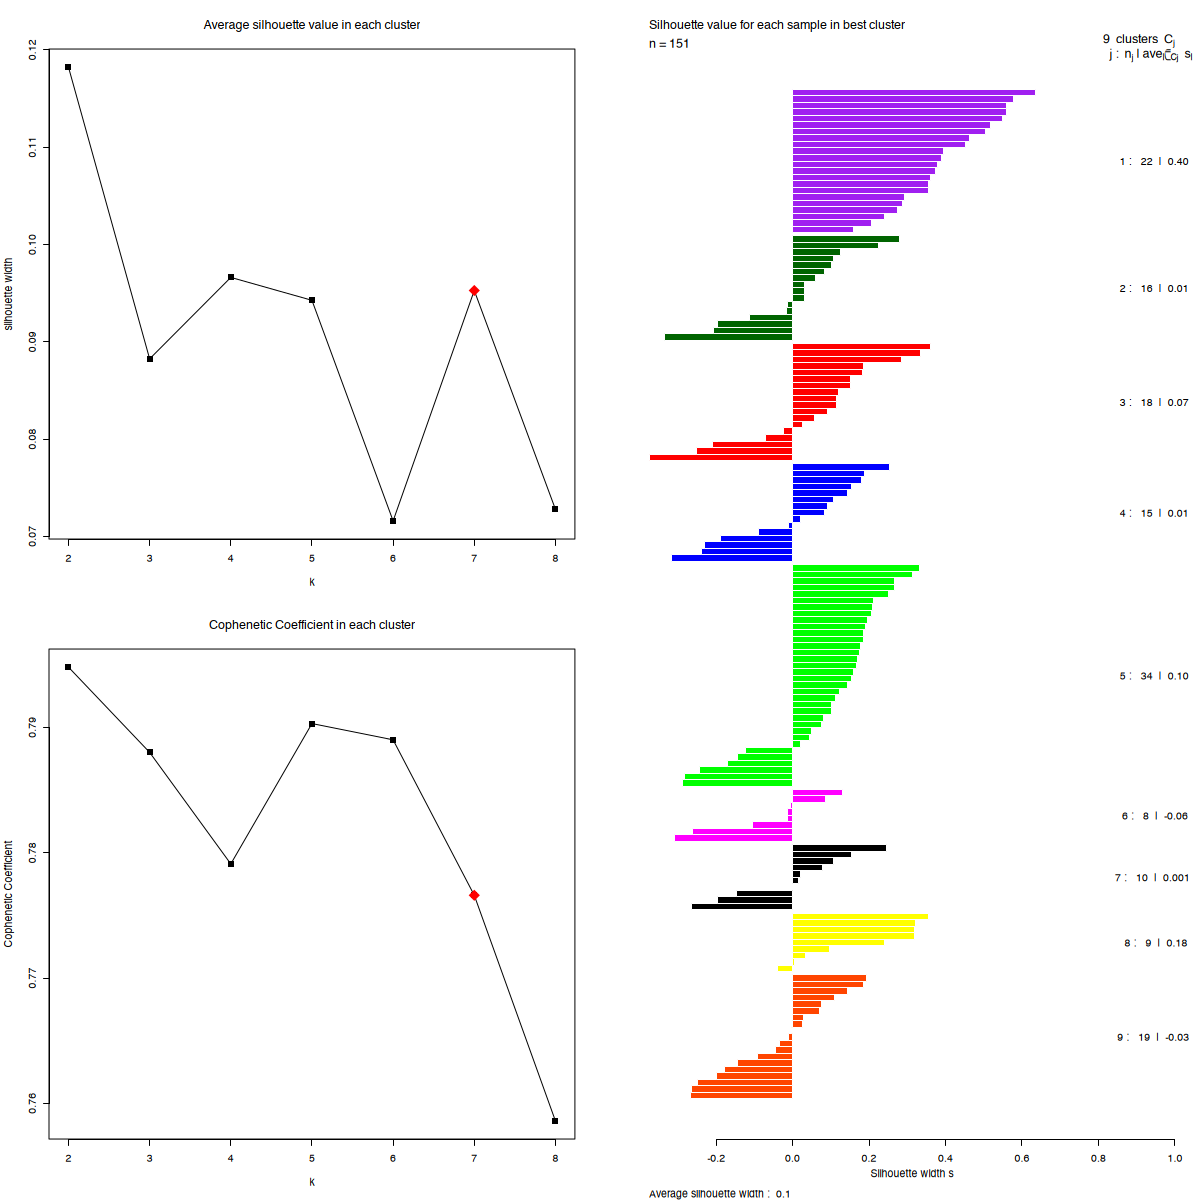 Average silhouette value in each cluster
silhouette width
0.12
0.11
0.10
0.09
0.08
0.07
2 3 4 5 6 7 8
k
Cophenetic Coefficient in each cluster
Cophenetic Coefficient
0.79
0.78
0.77
0.76
2 3 4 5 6 7 8
k
Silhouette value for each sample in best cluster
n = 151
9 clusters Cj
j : nj | avei∈Cj si
1 : 22 | 0.40
2 : 16 | 0.01
3 : 18 | 0.07
4 : 15 | 0.01
5 : 34 | 0.10
6 : 8 | -0.06
7 : 10 | 0.001
8 : 9 | 0.18
9 : 19 | -0.03
-0.2 0.0 0.2 0.4 0.6 0.8 1.0
Silhouette width s
Average silhouette width : 0.1